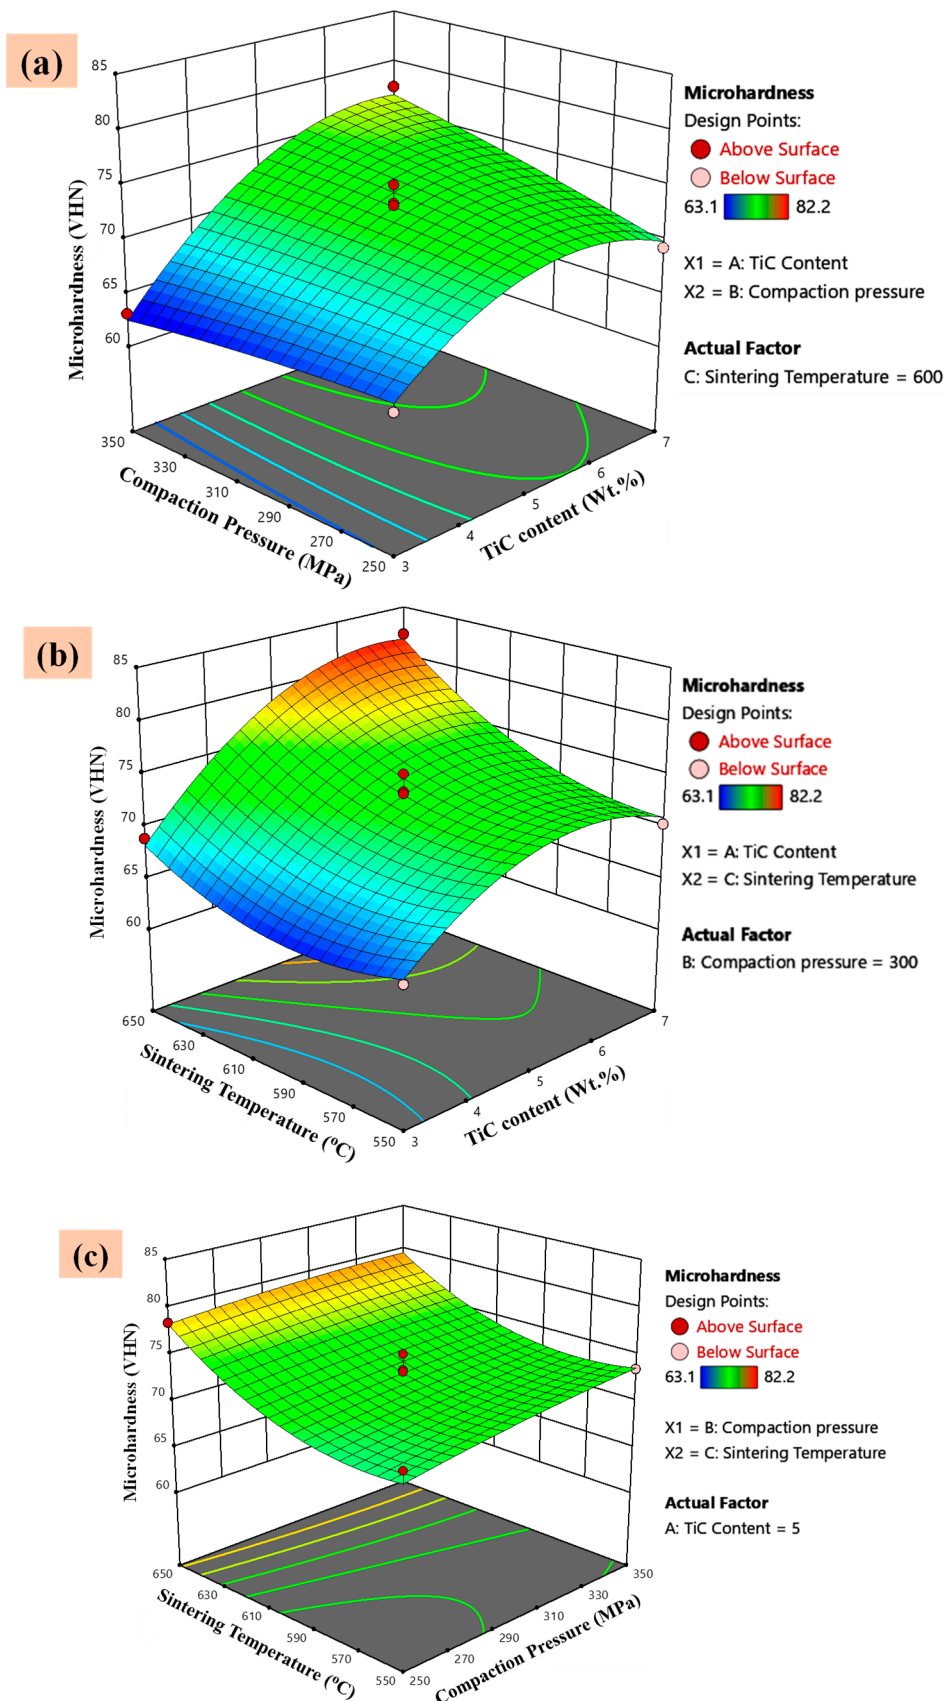 (a)
85
80
75
70
65
60
Microhardness (VHN)
350
330
310
290
270
250
Compaction Pressure (MPa)
3
4
5
6
7
TiC content (Wt.%)
Microhardness
Design Points:
Above Surface
Below Surface
63.1 82.2
X1 = A: TiC Content
X2 = B: Compaction pressure
Actual Factor
C: Sintering Temperature = 600
(b)
85
80
75
70
65
60
Microhardness (VHN)
650
630
610
590
570
550
Sintering Temperature (°C)
3
4
5
6
7
TiC content (Wt.%)
Microhardness
Design Points:
Above Surface
Below Surface
63.1 82.2
X1 = A: TiC Content
X2 = C: Sintering Temperature
Actual Factor
B: Compaction pressure = 300
(c)
85
80
75
70
65
60
Microhardness (VHN)
650
630
610
590
570
550
Sintering Temperature (°C)
250
270
290
310
330
350
Compaction Pressure (MPa)
Microhardness
Design Points:
Above Surface
Below Surface
63.1 82.2
X1 = B: Compaction pressure
X2 = C: Sintering Temperature
Actual Factor
A: TiC Content = 5